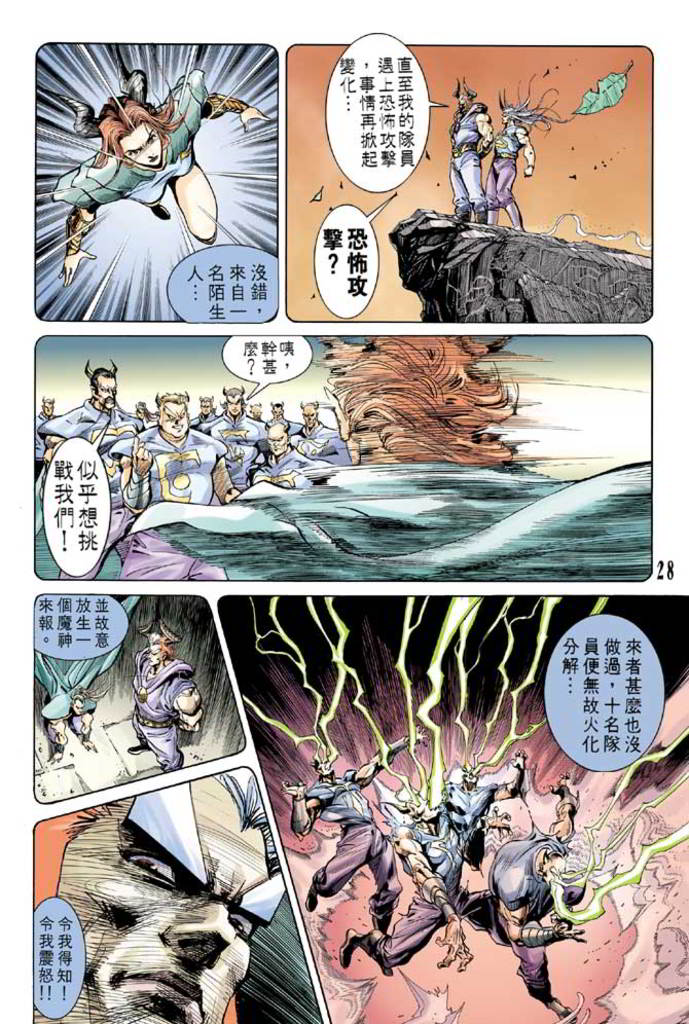 直至我的隊員
遇上恐怖攻擊
，事情再掀起
變化…
恐怖攻
擊？
沒錯，
來自一
名陌生
人…
咦，
幹甚
麼？
似乎想挑
戰我們！
28
來者甚麼也沒
做過，十名隊
員便無故火化
分解…
並故意
放生一
個魔神
來報。
令我得知！
令我震怒!!